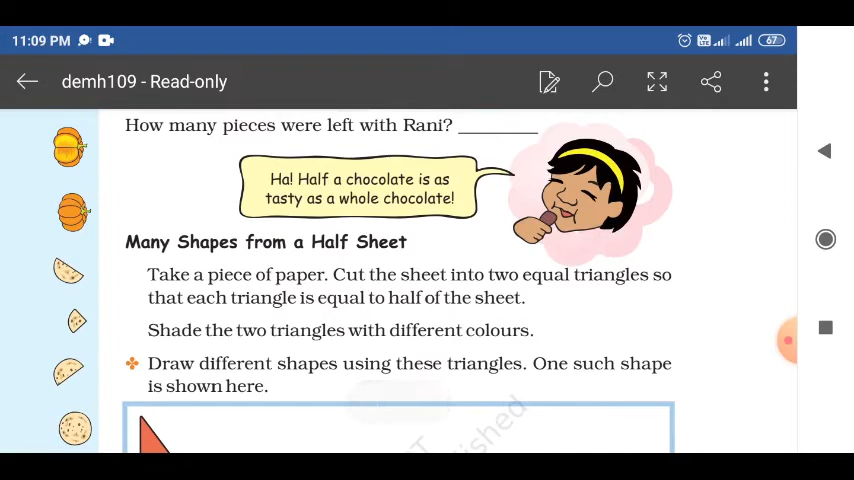 11:09 PM
67
demh109 - Read-only
How many pieces were left with Rani? ________
Ha! Half a chocolate is as
tasty as a whole chocolate!
Many Shapes from a Half Sheet
Take a piece of paper. Cut the sheet into two equal triangles so
that each triangle is equal to half of the sheet.
Shade the two triangles with different colours.
Draw different shapes using these triangles. One such shape
is shown here.